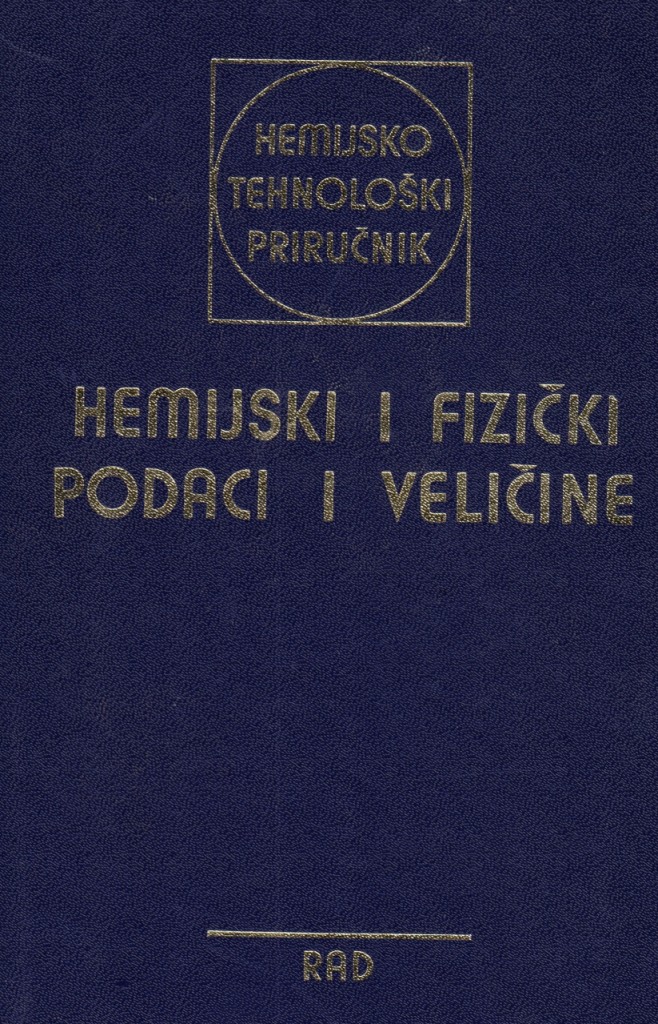 HEMIJSKO
TEHNOLOŠKI
PRIRUČNIK
HEMIJSKI I FIZIČKI
PODACI I VELIČINE
RAD